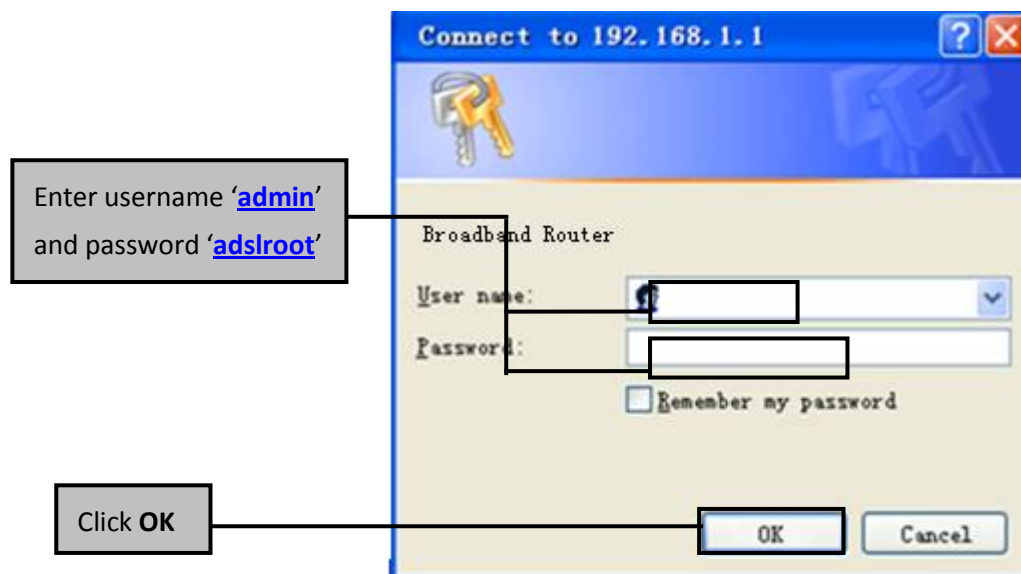 Connect to 192.168.1.1
Enter username ‘admin’
and password ‘adslroot’
Broadband Router
User name:
Password:
Remember my password
Click OK
OK
Cancel